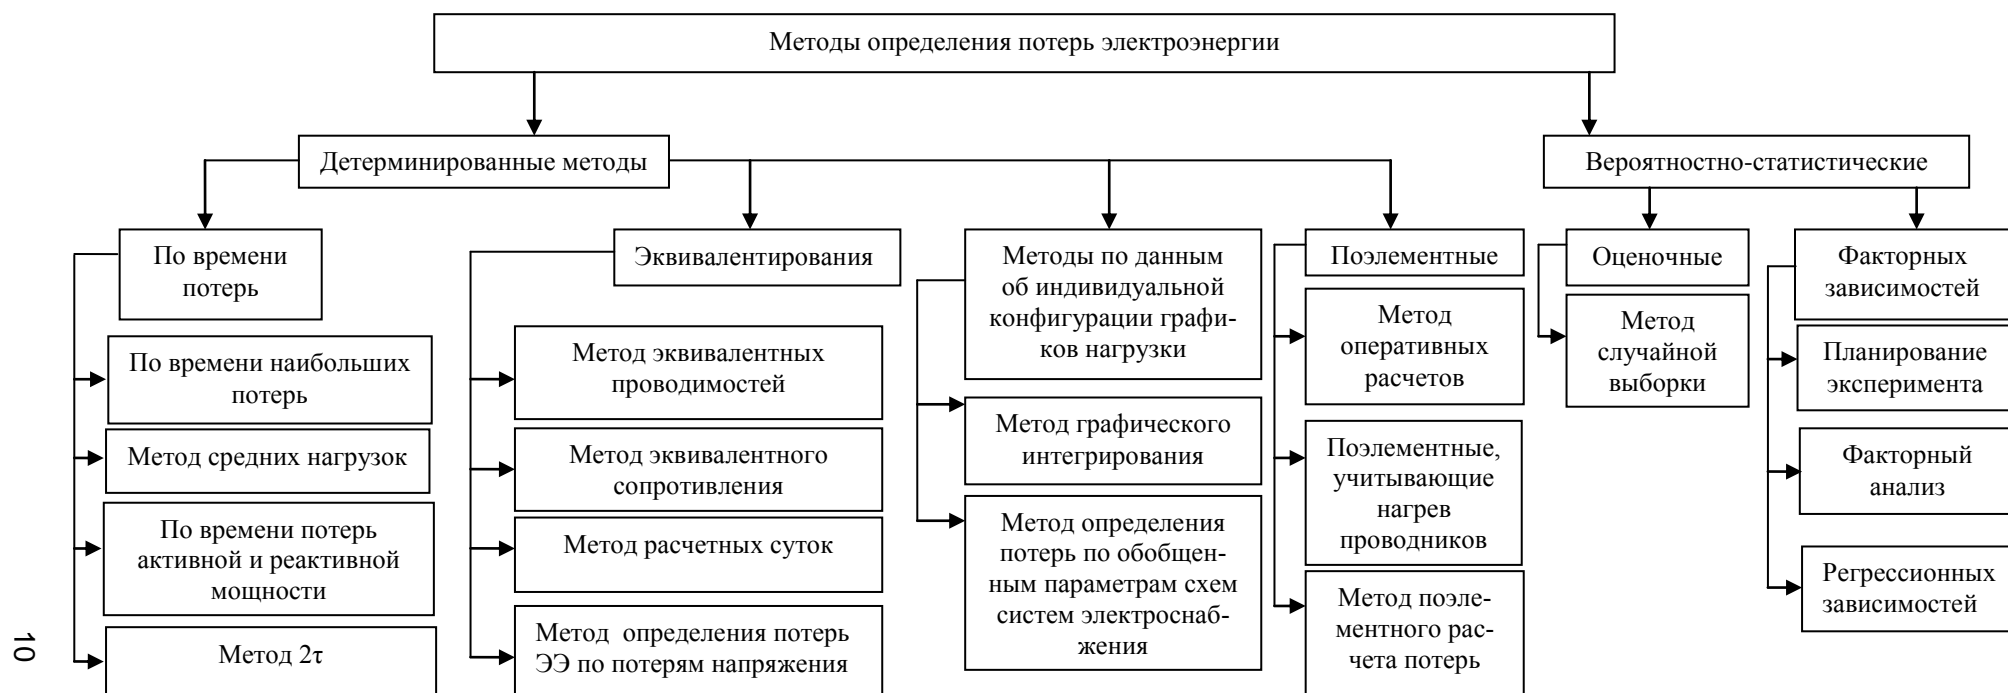 Методы определения потерь электроэнергии
Детерминированные методы
Вероятностно-статистические
По времени
потерь
Эквивалентирования
Методы по данным
об индивидуальной
конфигурации графи-
ков нагрузки
Поэлементные
Оценочные
Факторных
зависимостей
По времени наибольших
потерь
Метод средних нагрузок
По времени потерь
активной и реактивной
мощности
Метод 2τ
Метод эквивалентных
проводимостей
Метод эквивалентного
сопротивления
Метод расчетных суток
Метод определения потерь
ЭЭ по потерям напряжения
Метод графического
интегрирования
Метод определения
потерь по обобщен-
ным параметрам схем
систем электроснаб-
жения
Метод
оперативных
расчетов
Поэлементные,
учитывающие
нагрев
проводников
Метод поэле-
ментного рас-
чета потерь
Метод
случайной
выборки
Планирование
эксперимента
Факторный
анализ
Регрессионных
зависимостей
10